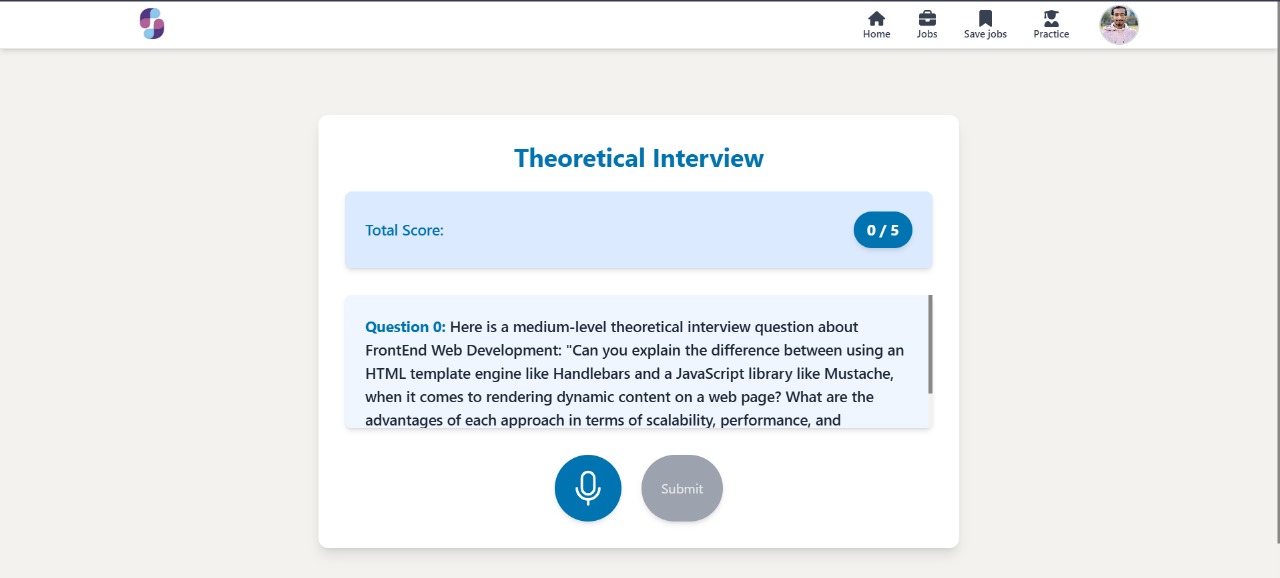 Home
Jobs
Save jobs
Practice
Theoretical Interview
Total Score:
0 / 5
Question 0: Here is a medium-level theoretical interview question about
FrontEnd Web Development: "Can you explain the difference between using an
HTML template engine like Handlebars and a JavaScript library like Mustache,
when it comes to rendering dynamic content on a web page? What are the
advantages of each approach in terms of scalability, performance, and
Submit